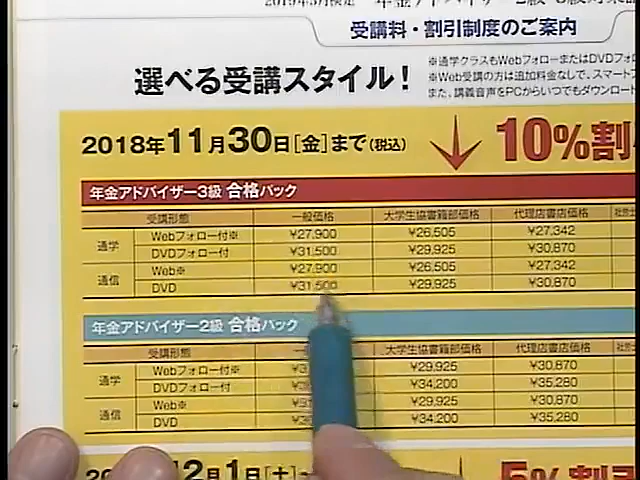 受講料・割引制度のご案内
選べる受講スタイル！
※通学クラスもWebフォローまたはDVDフォ
※Web受講の方は追加料金なしで、スマート
また、講義音声をPCからいつでもダウンロード
2018年11月30日[金]まで(税込)
10%割
年金アドバイザー3級 合格パック
受講形態 一般価格 大学生協書籍部価格 代理店書店価格
通学 Webフォロー付※ ¥27,900 ¥26,505 ¥27,342
DVDフォロー付 ¥31,500 ¥29,925 ¥30,870
通信 Web※ ¥27,900 ¥26,505 ¥27,342
DVD ¥31,500 ¥29,925 ¥30,870
年金アドバイザー2級 合格パック
受講形態 大学生協書籍部価格 代理店書店価格
通学 Webフォロー付※ ¥29,925 ¥30,870
DVDフォロー付 ¥34,200 ¥35,280
通信 Web※ ¥29,925 ¥30,870
DVD ¥34,200 ¥35,280
2月1日[土]
5%割